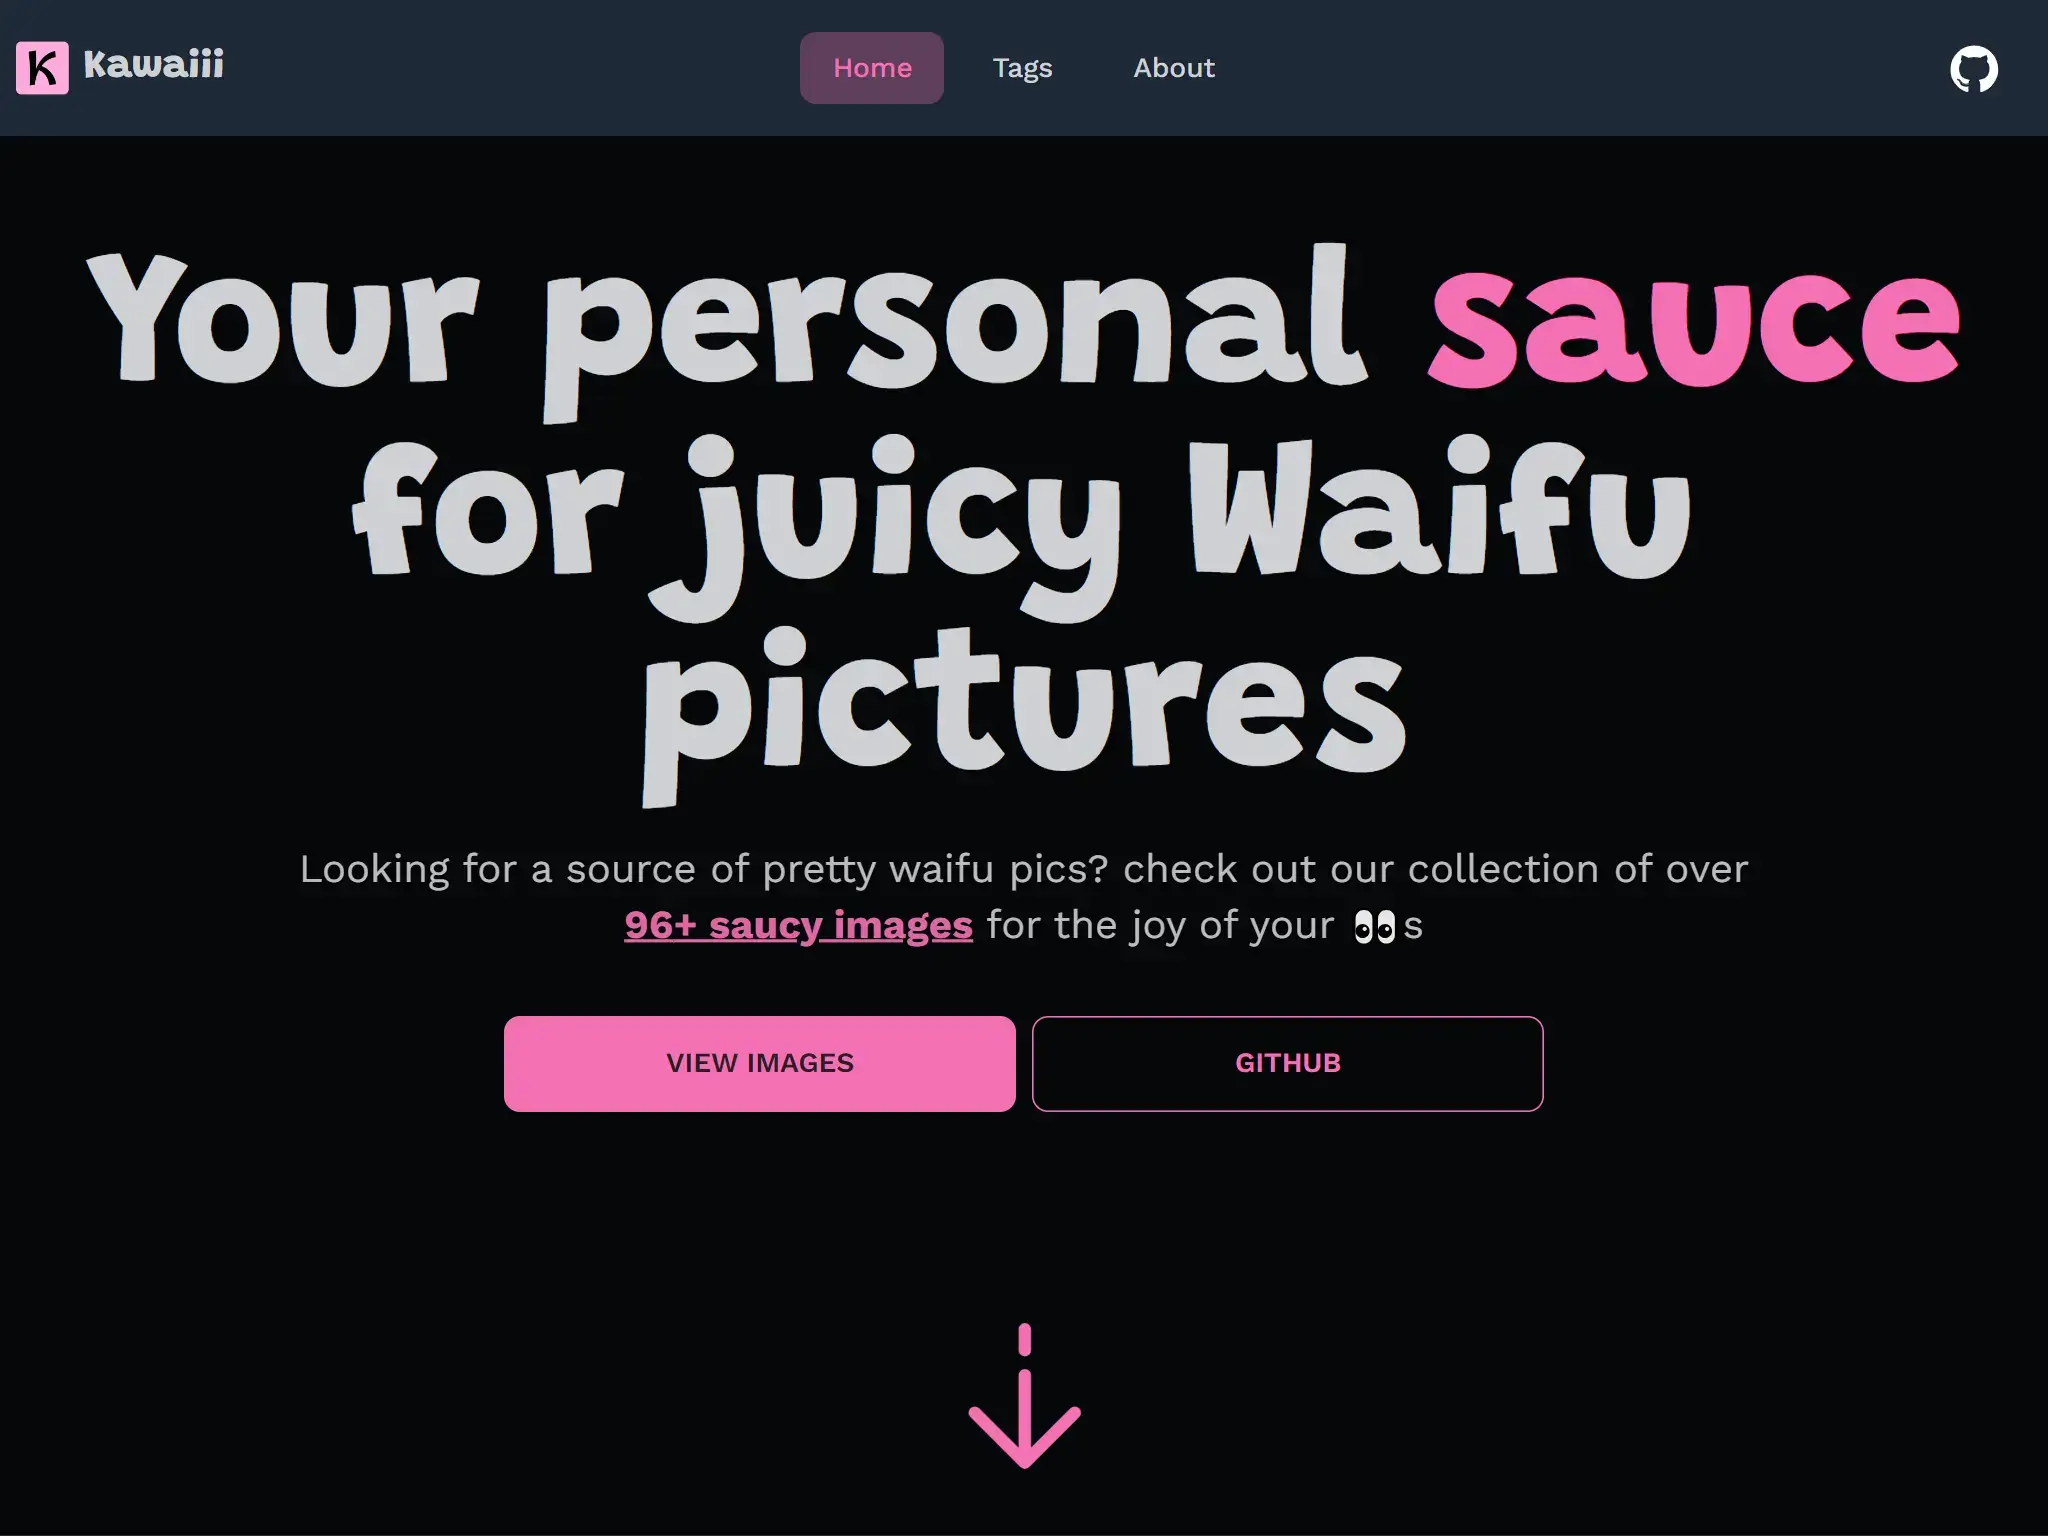 K Kawaiii
Home Tags About
Your personal sauce
for juicy Waifu
pictures
Looking for a source of pretty waifu pics? check out our collection of over
96+ saucy images for the joy of your 👀s
VIEW IMAGES GITHUB